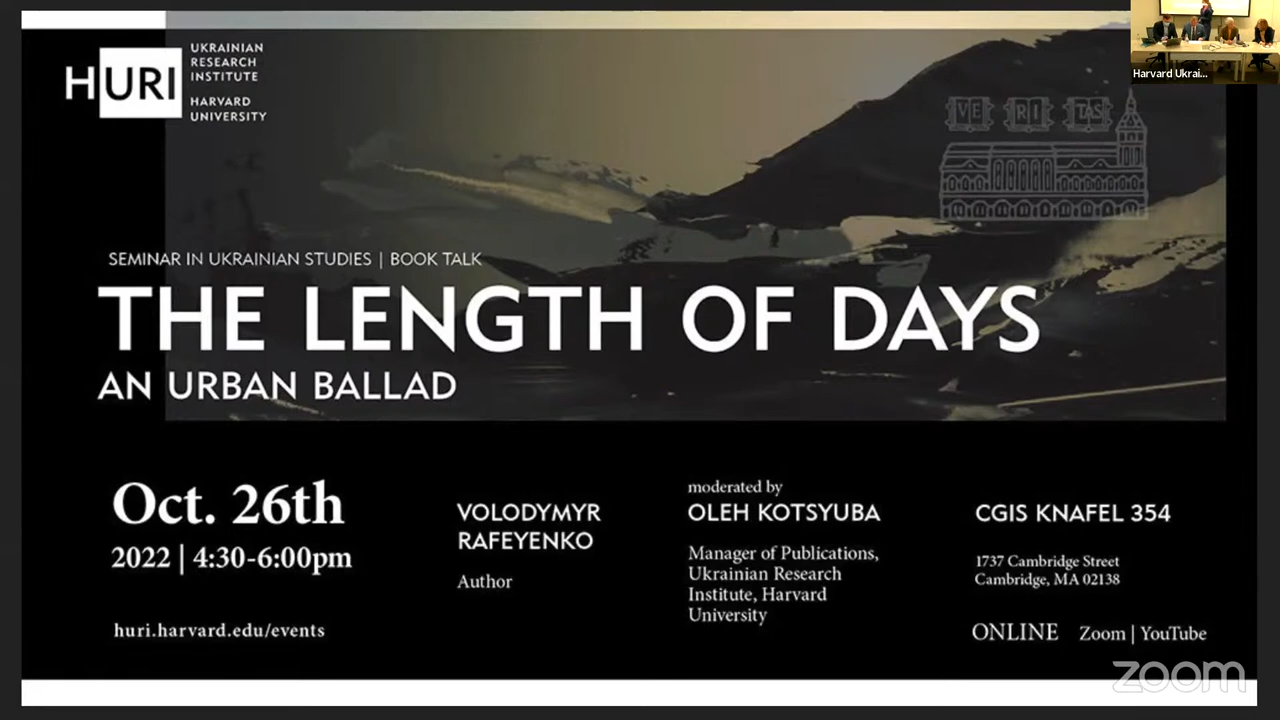 HURI
UKRAINIAN
RESEARCH
INSTITUTE
HARVARD
UNIVERSITY
Harvard Ukrai...
VE RI TAS
SEMINAR IN UKRAINIAN STUDIES | BOOK TALK
THE LENGTH OF DAYS
AN URBAN BALLAD
Oct. 26th
2022 | 4:30-6:00pm
huri.harvard.edu/events
VOLODYMYR
RAFEYENKO
Author
moderated by
OLEH KOTSYUBA
Manager of Publications,
Ukrainian Research
Institute, Harvard
University
CGIS KNAFEL 354
1737 Cambridge Street
Cambridge, MA 02138
ONLINE Zoom | YouTube
zoom